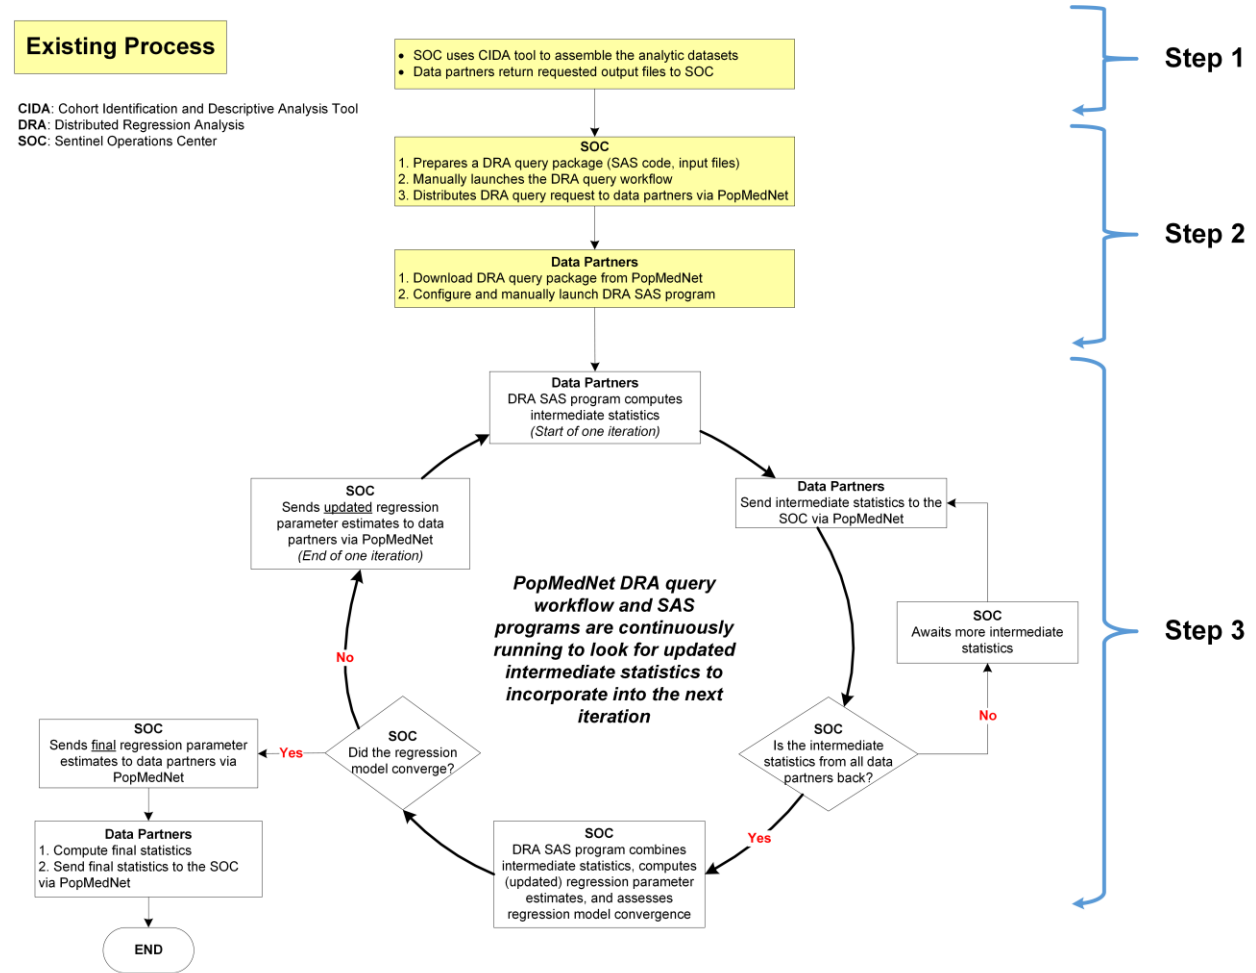 Existing Process
CIDA: Cohort Identification and Descriptive Analysis Tool
DRA: Distributed Regression Analysis
SOC: Sentinel Operations Center
• SOC uses CIDA tool to assemble the analytic datasets
• Data partners return requested output files to SOC
Step 1
SOC
1. Prepares a DRA query package (SAS code, input files)
2. Manually launches the DRA query workflow
3. Distributes DRA query request to data partners via PopMedNet
Step 2
Data Partners
1. Download DRA query package from PopMedNet
2. Configure and manually launch DRA SAS program
Data Partners
DRA SAS program computes
intermediate statistics
(Start of one iteration)
Data Partners
Send intermediate statistics to the
SOC via PopMedNet
SOC
Awaits more intermediate
statistics
No
Step 3
SOC
Is the intermediate
statistics from all data
partners back?
Yes
SOC
DRA SAS program combines
intermediate statistics, computes
(updated) regression parameter
estimates, and assesses
regression model convergence
SOC
Did the regression
model converge?
No
SOC
Sends updated regression
parameter estimates to data
partners via PopMedNet
(End of one iteration)
PopMedNet DRA query
workflow and SAS
programs are continuously
running to look for updated
intermediate statistics to
incorporate into the next
iteration
Yes
SOC
Sends final regression parameter
estimates to data partners via
PopMedNet
Data Partners
1. Compute final statistics
2. Send final statistics to the SOC
via PopMedNet
END